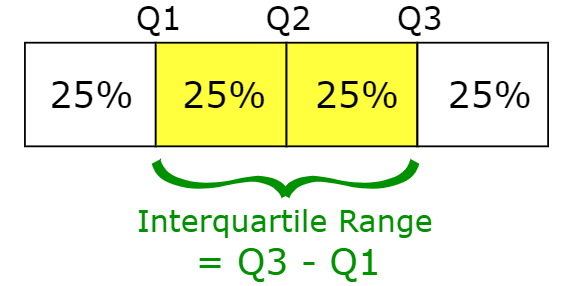 Q1 Q2 Q3
25% 25% 25% 25%
Interquartile Range
= Q3 - Q1